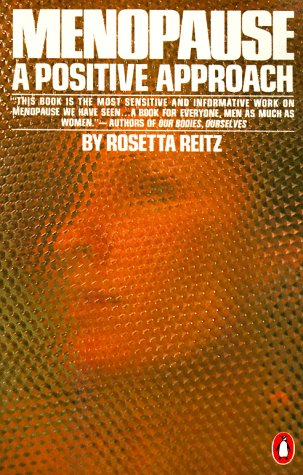 MENOPAUSE
A POSITIVE APPROACH
"THIS BOOK IS THE MOST SENSITIVE AND INFORMATIVE WORK ON
MENOPAUSE WE HAVE SEEN...A BOOK FOR EVERYONE, MEN AS MUCH AS
WOMEN."—AUTHORS OF OUR BODIES, OURSELVES
BY ROSETTA REITZ